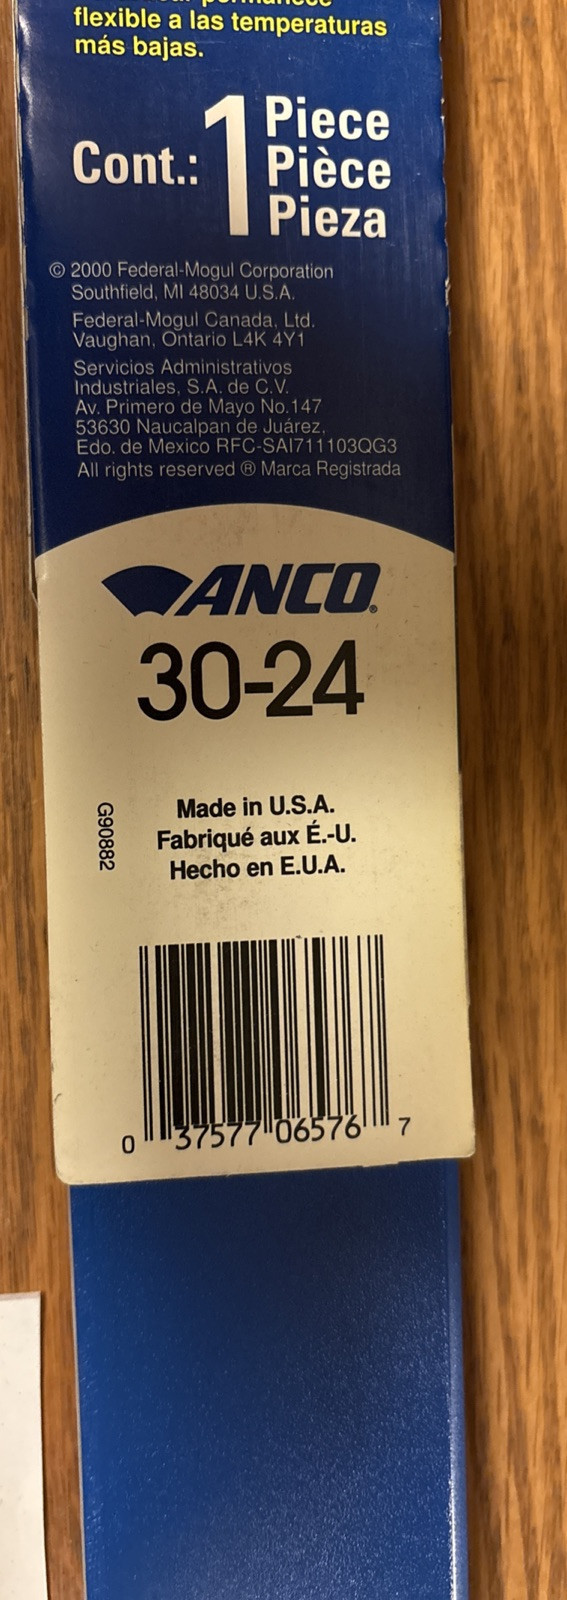 flexible a las temperaturas
más bajas.
Cont.: 1 Piece
Pièce
Pieza
© 2000 Federal-Mogul Corporation
Southfield, MI 48034 U.S.A.
Federal-Mogul Canada, Ltd.
Vaughan, Ontario L4K 4Y1
Servicios Administrativos
Industriales, S.A. de C.V.
Av. Primero de Mayo No.147
53630 Naucalpan de Juárez,
Edo. de Mexico RFC-SAI711103QG3
All rights reserved ® Marca Registrada
ANCO®
30-24
G90882
Made in U.S.A.
Fabriqué aux É.-U.
Hecho en E.U.A.
0 37577 06576 7